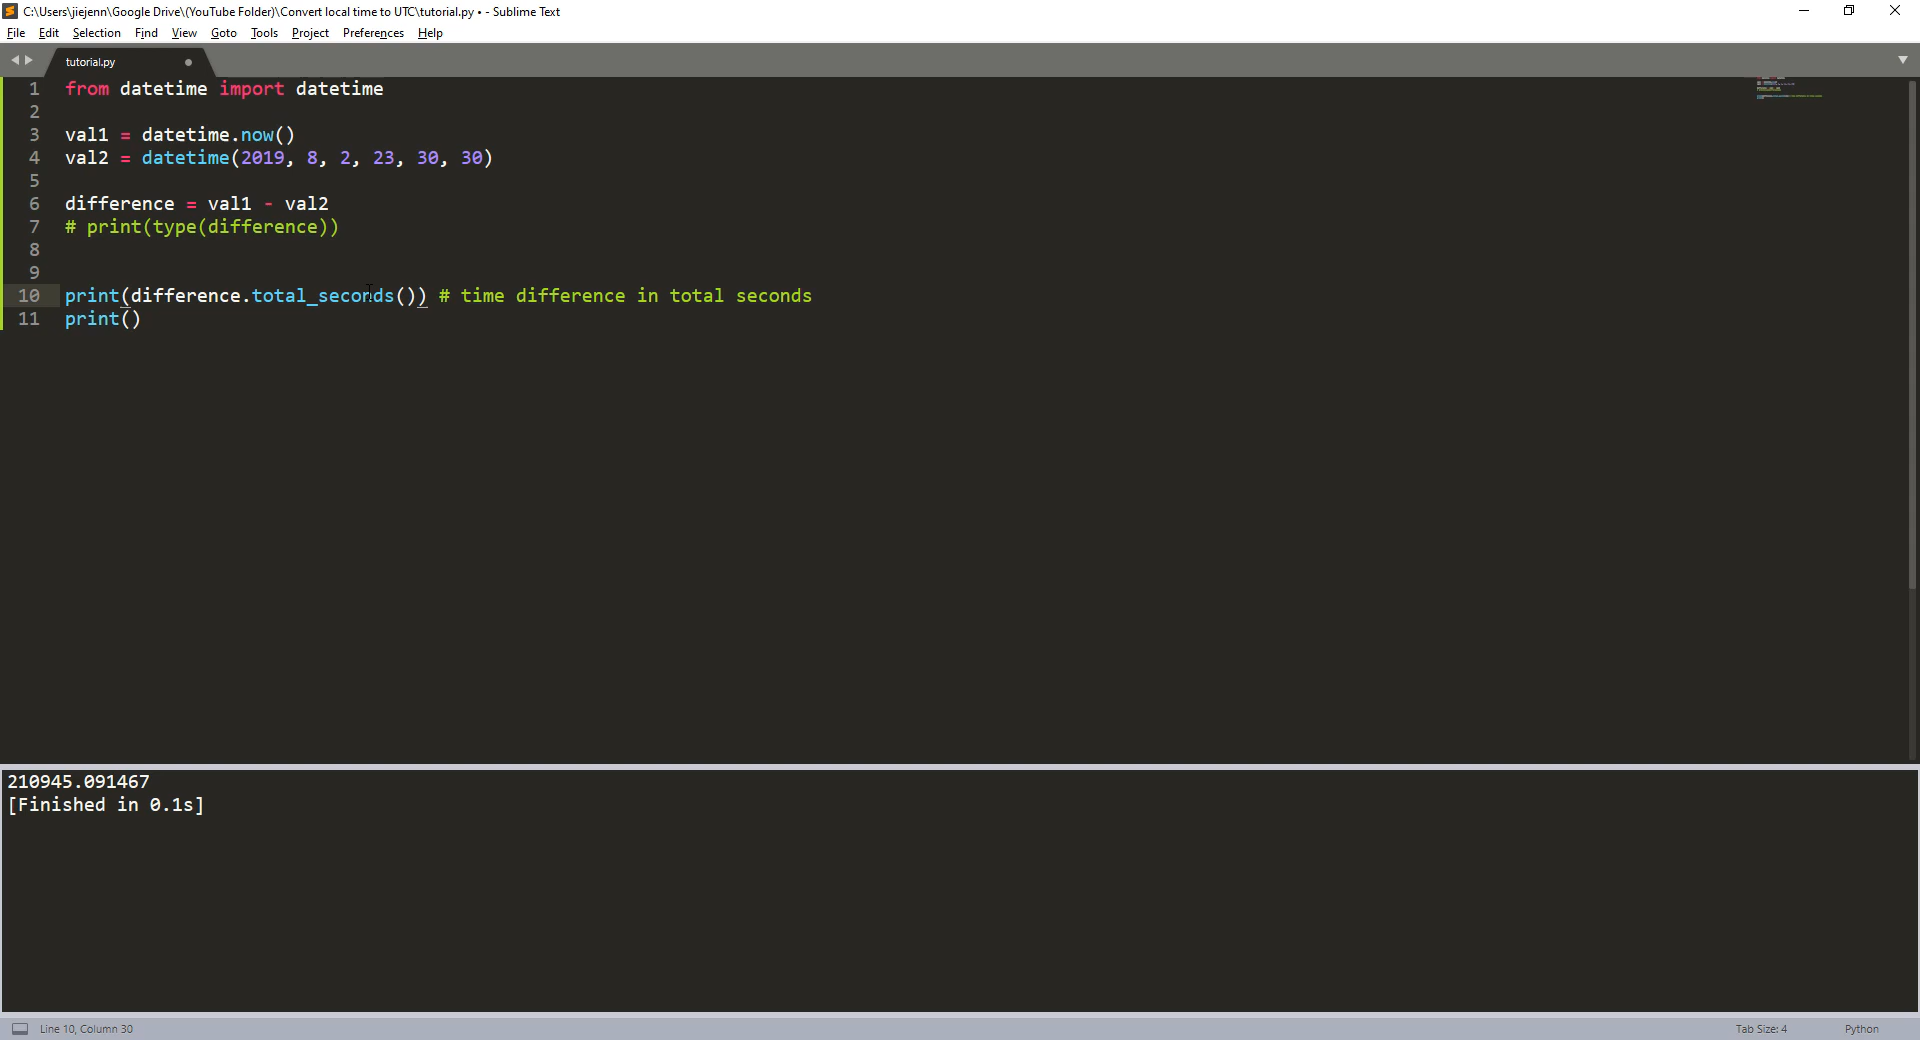 C:\Users\jiejenn\Google Drive\(YouTube Folder)\Convert local time to UTC\tutorial.py • - Sublime Text
File Edit Selection Find View Goto Tools Project Preferences Help
tutorial.py
1 from datetime import datetime
2
3 val1 = datetime.now()
4 val2 = datetime(2019, 8, 2, 23, 30, 30)
5
6 difference = val1 - val2
7 # print(type(difference))
8
9
10 print(difference.total_seconds()) # time difference in total seconds
11 print()
210945.091467
[Finished in 0.1s]
Line 10, Column 30 Tab Size: 4 Python